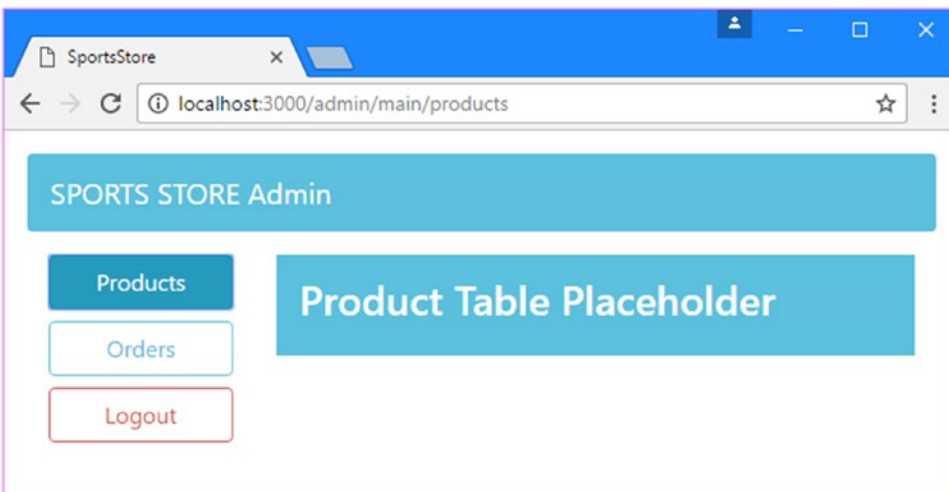 SportsStore
localhost:3000/admin/main/products
SPORTS STORE Admin
Products
Product Table Placeholder
Orders
Logout